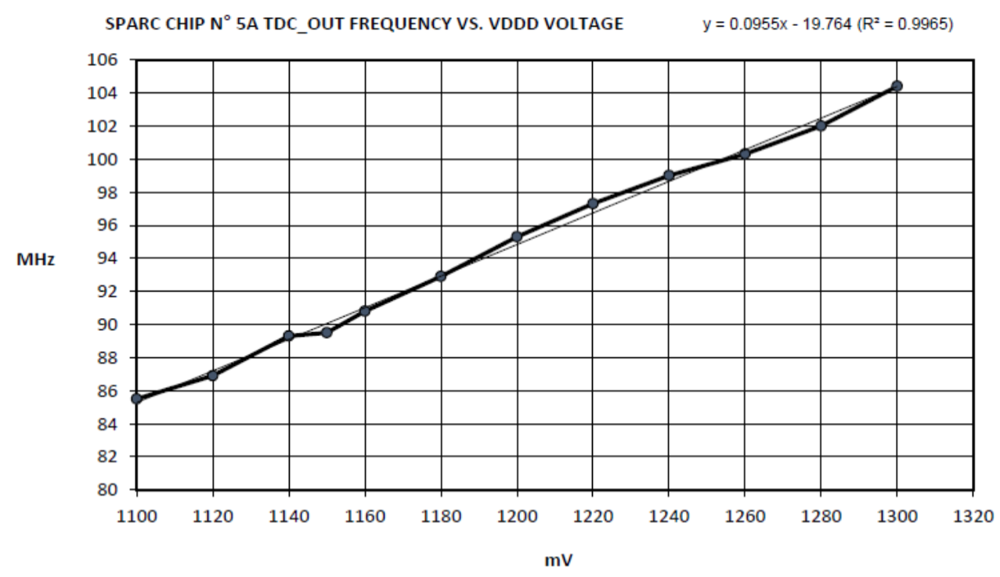 SPARC CHIP N° 5A TDC_OUT FREQUENCY VS. VDDD VOLTAGE
y = 0.0955x - 19.764 (R² = 0.9965)
106
104
102
100
98
96
94
92
90
88
86
84
82
80
MHz
1100 1120 1140 1160 1180 1200 1220 1240 1260 1280 1300 1320
mV